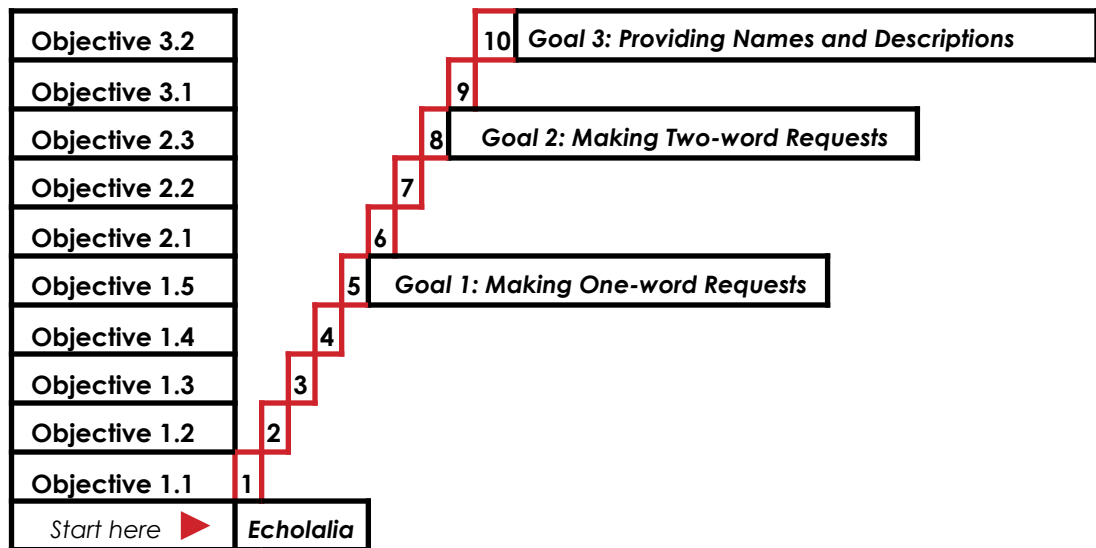 Objective 3.2 10 Goal 3: Providing Names and Descriptions
Objective 3.1 9
Objective 2.3 8 Goal 2: Making Two-word Requests
Objective 2.2 7
Objective 2.1 6
Objective 1.5 5 Goal 1: Making One-word Requests
Objective 1.4 4
Objective 1.3 3
Objective 1.2 2
Objective 1.1 1
Start here Echolalia